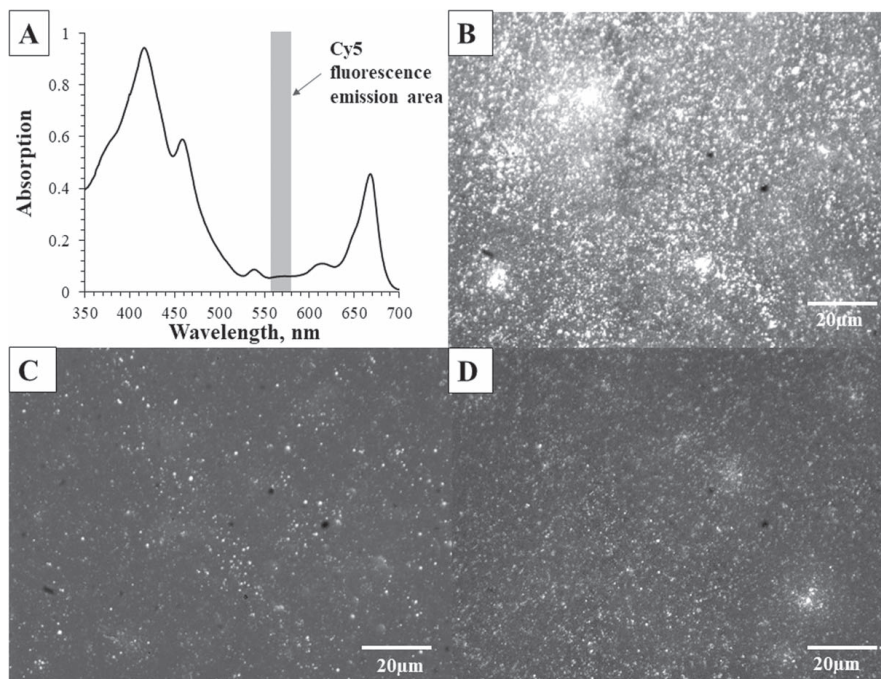 A
Absorption
1
0.8
0.6
0.4
0.2
0
350 400 450 500 550 600 650 700
Wavelength, nm
Cy5
fluorescence
emission area
B
20µm
C
20µm
D
20µm